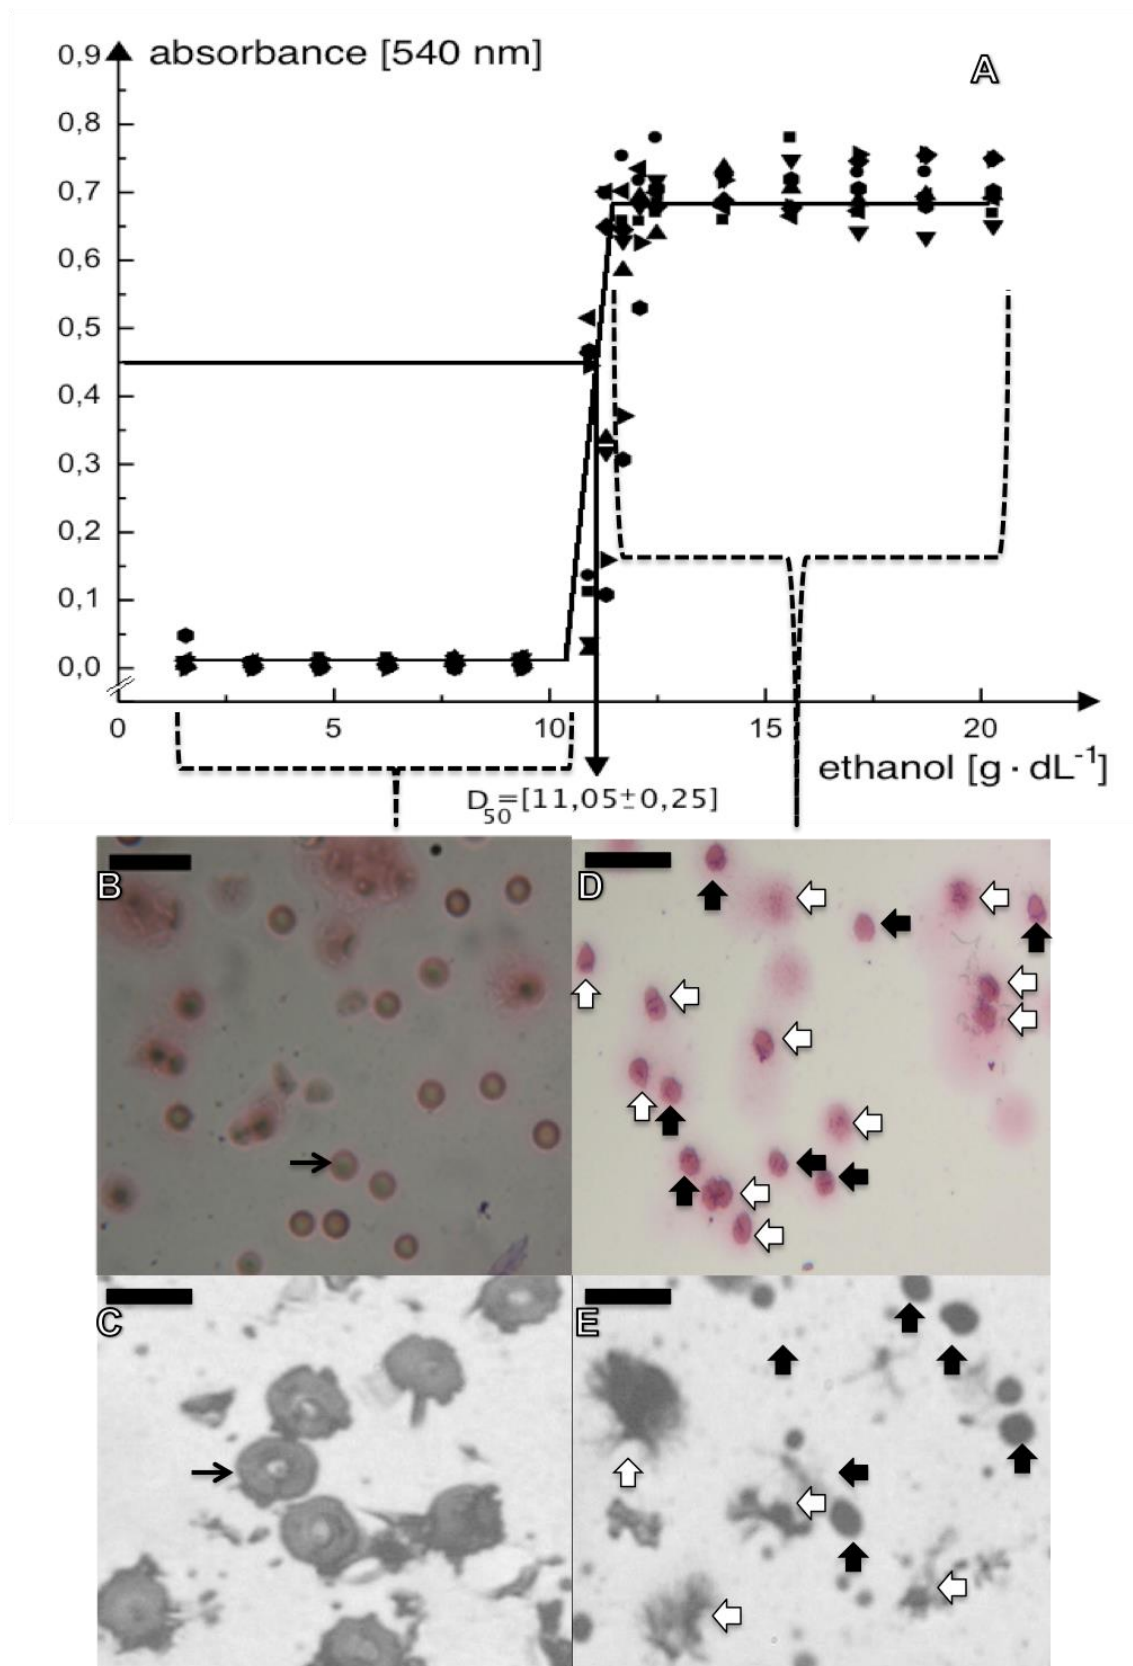 absorbance [540 nm]
A
0,9
0,8
0,7
0,6
0,5
0,4
0,3
0,2
0,1
0,0
0 5 10 15 20
ethanol [g · dL⁻¹]
D₅₀=[11,05±0,25]
B
D
C
E